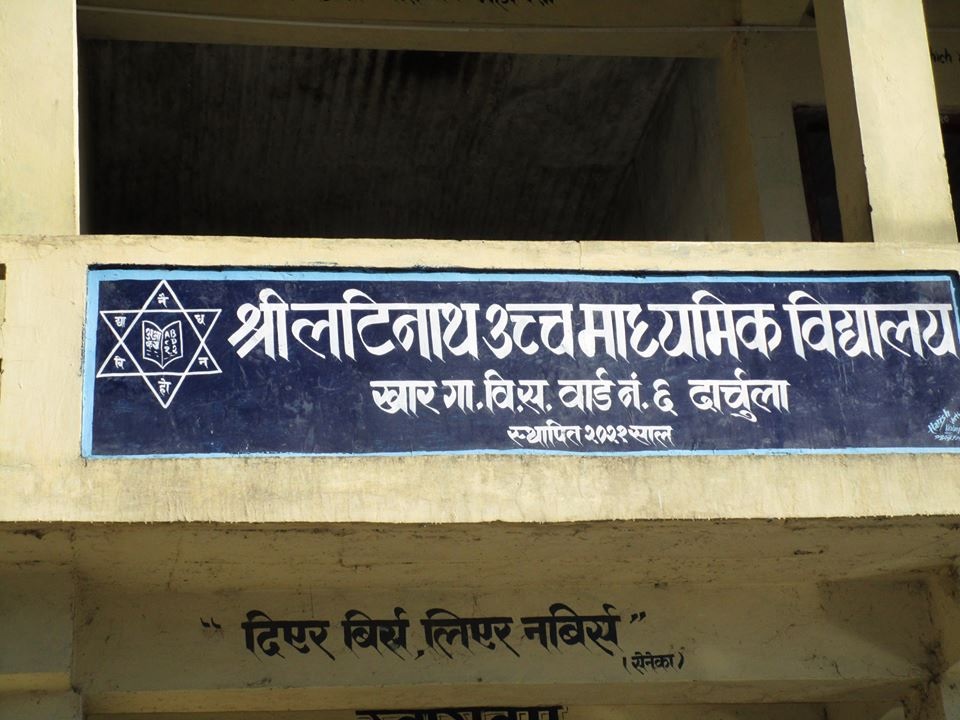 श्री लटिनाथ उच्च माध्यमिक विद्यालय
खार गा.वि.स. वार्ड नं. ६ दार्चुला
स्थापित २०२१ साल
"दिएर बिर्स, लिएर नबिर्स"
(सेनेका)